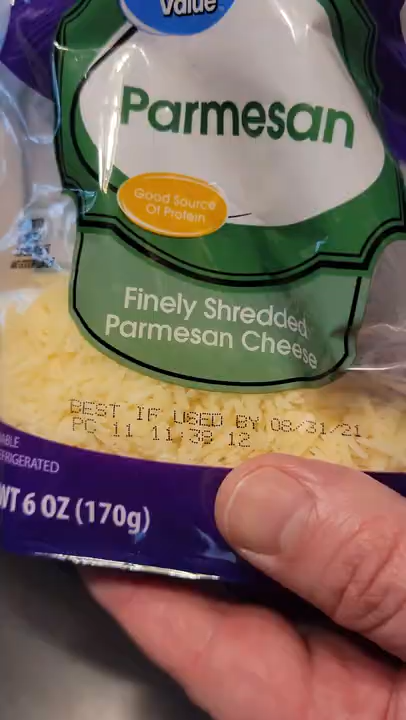 Value
Parmesan
Good Source
Of Protein
Finely Shredded
Parmesan Cheese
BEST IF USED BY 08/31/21
PC 11 11:38 12
WT 6 OZ (170g)